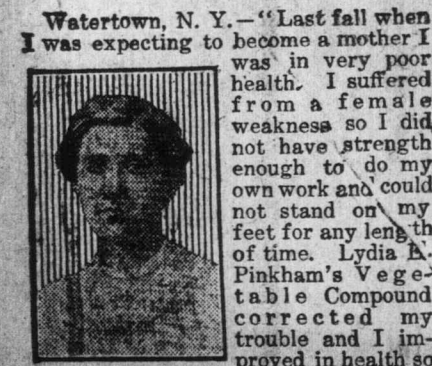 Watertown, N. Y.—"Last fall when
I was expecting to become a mother I
was in very poor
health. I suffered
from a female
weakness so I did
not have strength
enough to do my
own work and could
not stand on my
feet for any length
of time. Lydia E.
Pinkham's Vege-
table Compound
corrected my
trouble and I im-
proved in health so